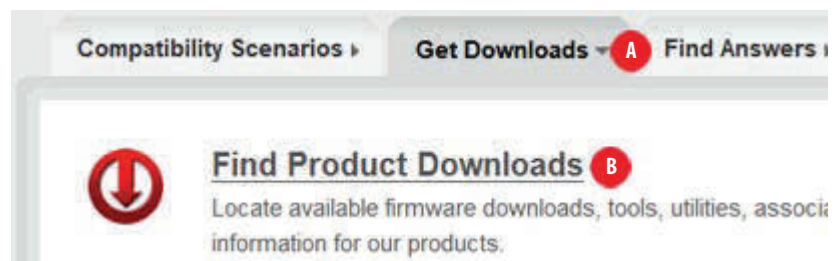 Compatibility Scenarios Get Downloads A Find Answers
Find Product Downloads B
Locate available firmware downloads, tools, utilities,
information for our products.